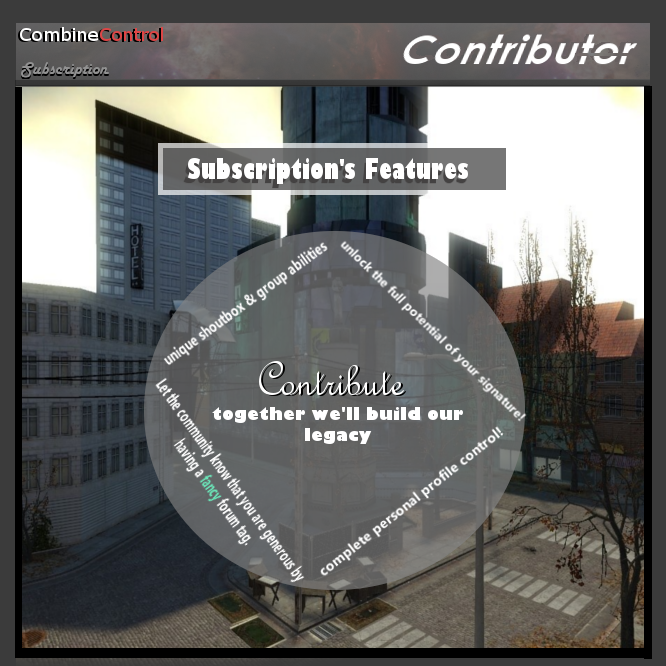 CombineControl
Subscription
Contributor
Subscription's Features
HOTEL
unique shoutbox & group abilities
unlock the full potential of your signature!
Contribute
together we'll build our
legacy
Let the community know that you are generous by
having a fancy forum tag.
complete personal profile control!